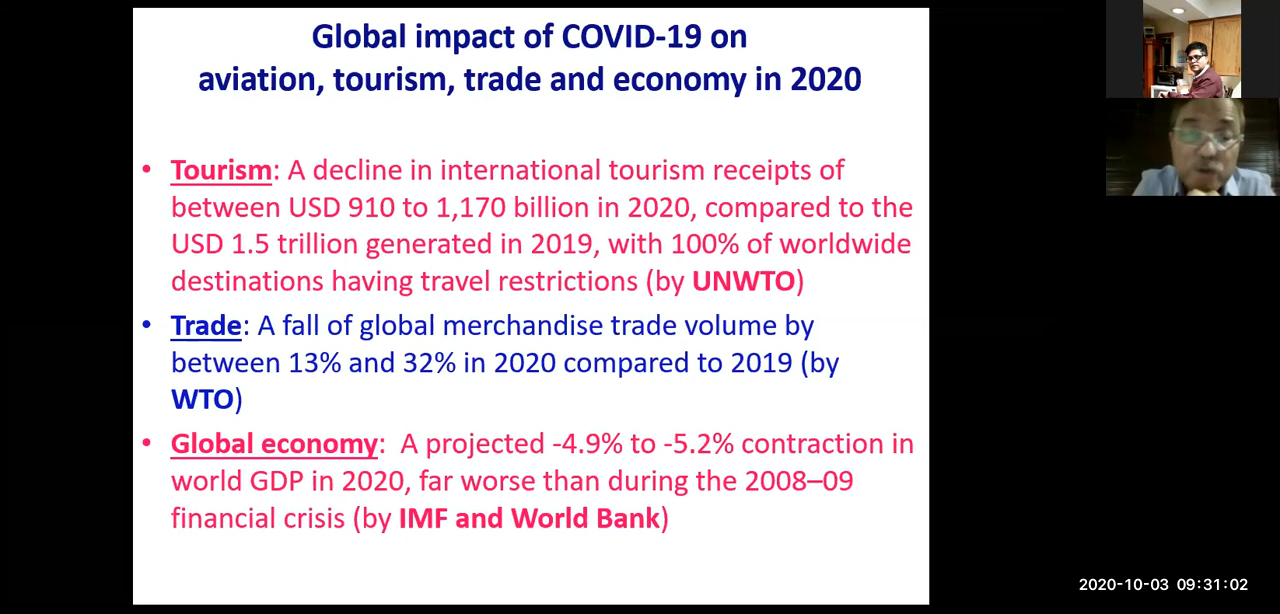 Global impact of COVID-19 on
aviation, tourism, trade and economy in 2020
• Tourism: A decline in international tourism receipts of
between USD 910 to 1,170 billion in 2020, compared to the
USD 1.5 trillion generated in 2019, with 100% of worldwide
destinations having travel restrictions (by UNWTO)
• Trade: A fall of global merchandise trade volume by
between 13% and 32% in 2020 compared to 2019 (by
WTO)
• Global economy: A projected -4.9% to -5.2% contraction in
world GDP in 2020, far worse than during the 2008–09
financial crisis (by IMF and World Bank)
2020-10-03 09:31:02